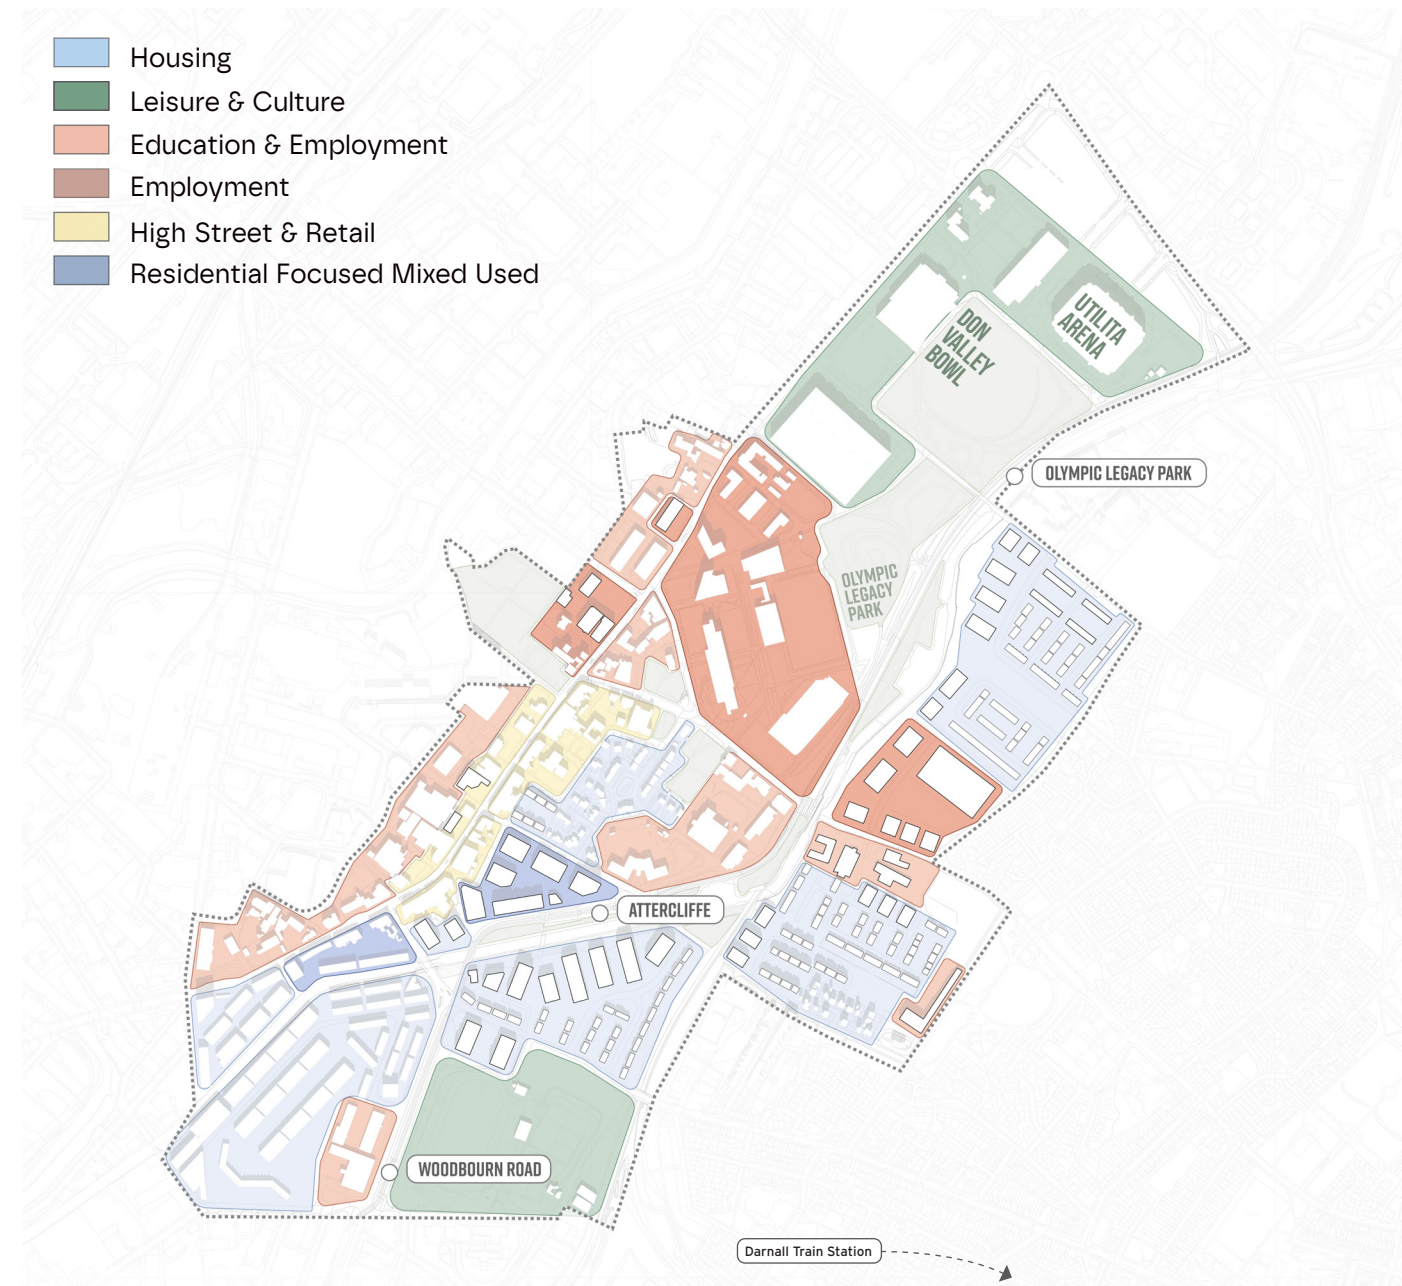 Housing
Leisure & Culture
Education & Employment
Employment
High Street & Retail
Residential Focused Mixed Used
UTILITA
ARENA
DON
VALLEY
BOWL
OLYMPIC LEGACY PARK
OLYMPIC
LEGACY
PARK
ATTERCLIFFE
WOODBOURN ROAD
Darnall Train Station